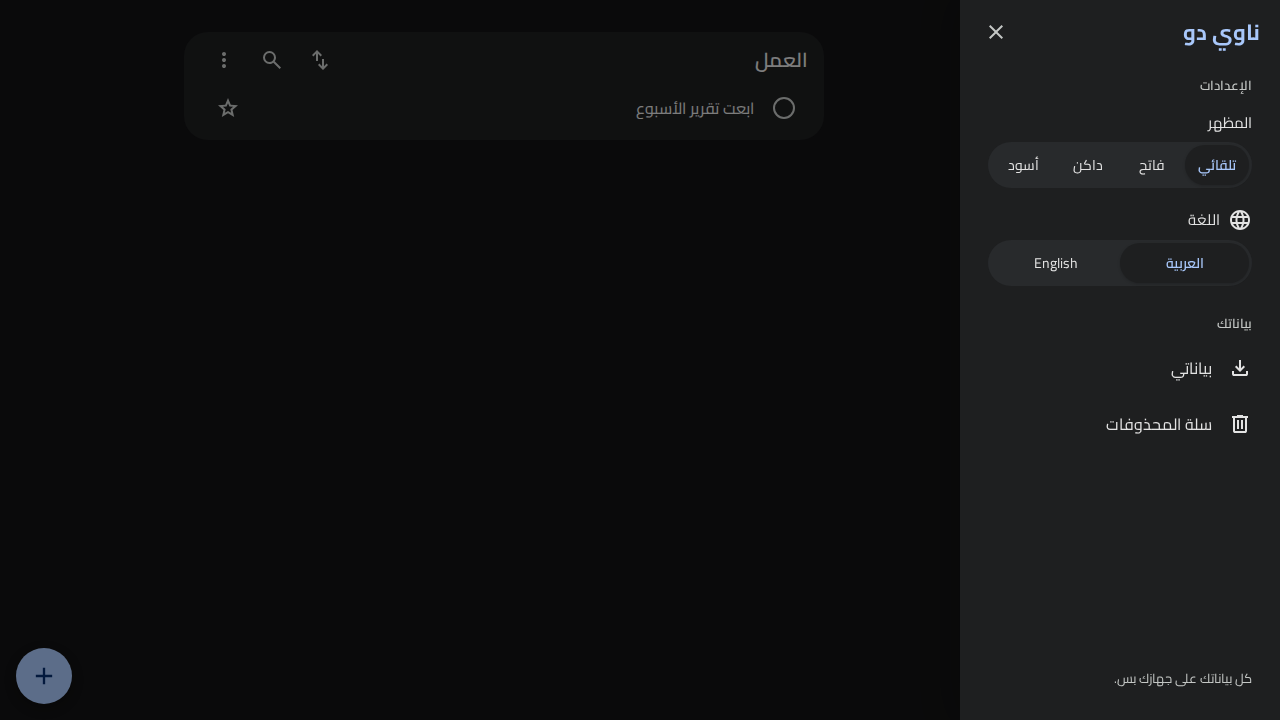 ناوي دو
الإعدادات
المظهر
تلقائي فاتح داكن أسود
اللغة
العربية English
بياناتك
بياناتي
سلة المحذوفات
كل بياناتك على جهازك بس.
العمل
ابعت تقرير الأسبوع